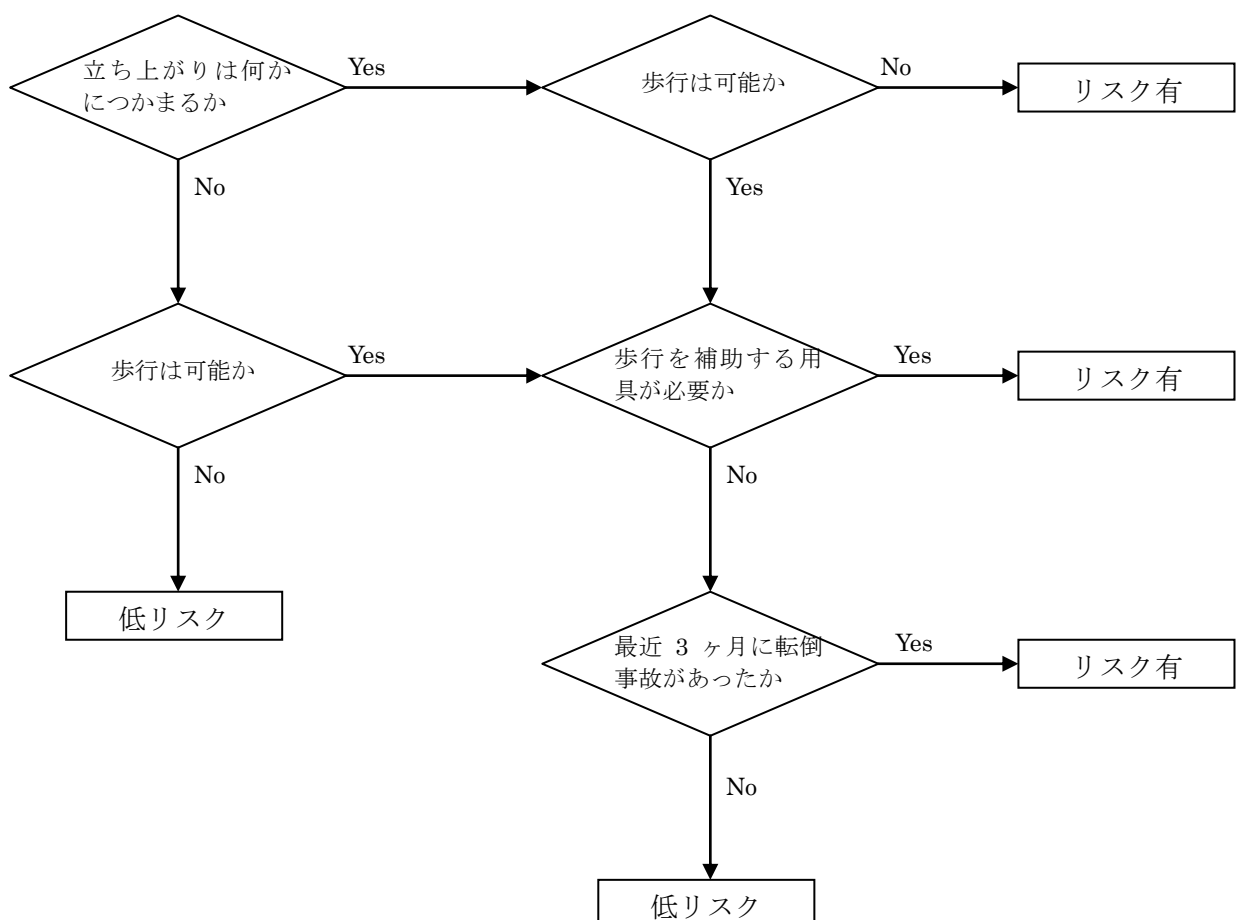 立ち上がりは何か
につかまるか
Yes
歩行は可能か
No
リスク有
No
Yes
歩行は可能か
Yes
歩行を補助する用
具が必要か
Yes
リスク有
No
No
低リスク
最近 3 ヶ月に転倒
事故があったか
Yes
リスク有
No
低リスク